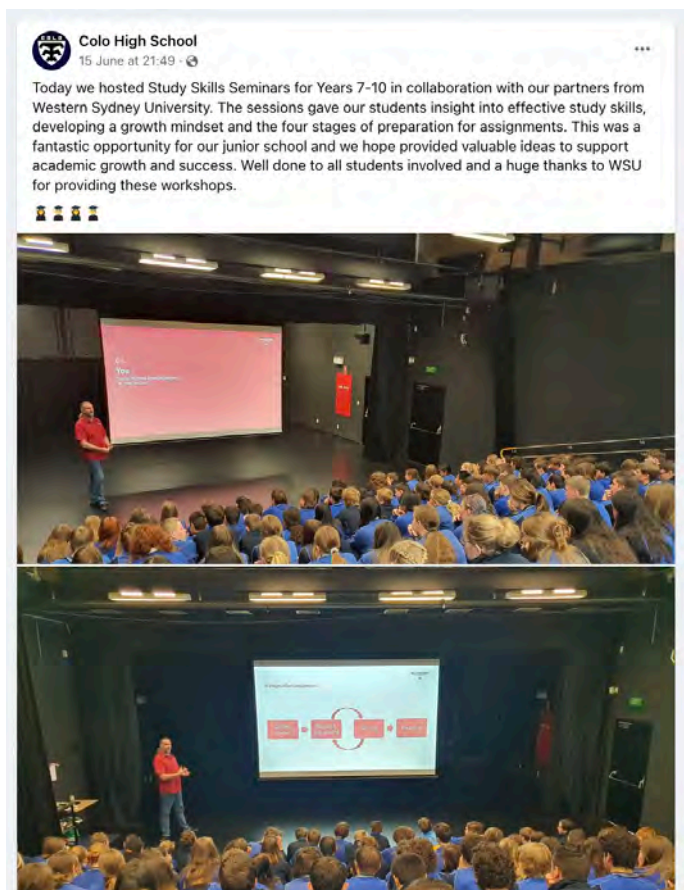 COLO
Colo High School
15 June at 21:49 ·
Today we hosted Study Skills Seminars for Years 7-10 in collaboration with our partners from
Western Sydney University. The sessions gave our students insight into effective study skills,
developing a growth mindset and the four stages of preparation for assignments. This was a
fantastic opportunity for our junior school and we hope provided valuable ideas to support
academic growth and success. Well done to all students involved and a huge thanks to WSU
for providing these workshops.
You